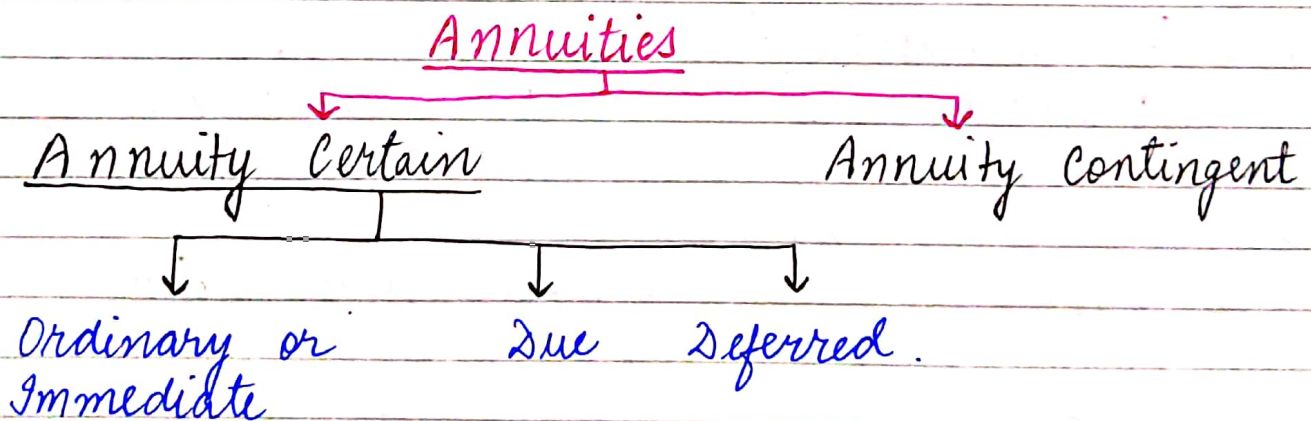 Annuities
Annuity Certain
Annuity Contingent
Ordinary or
Immediate
Due
Deferred.